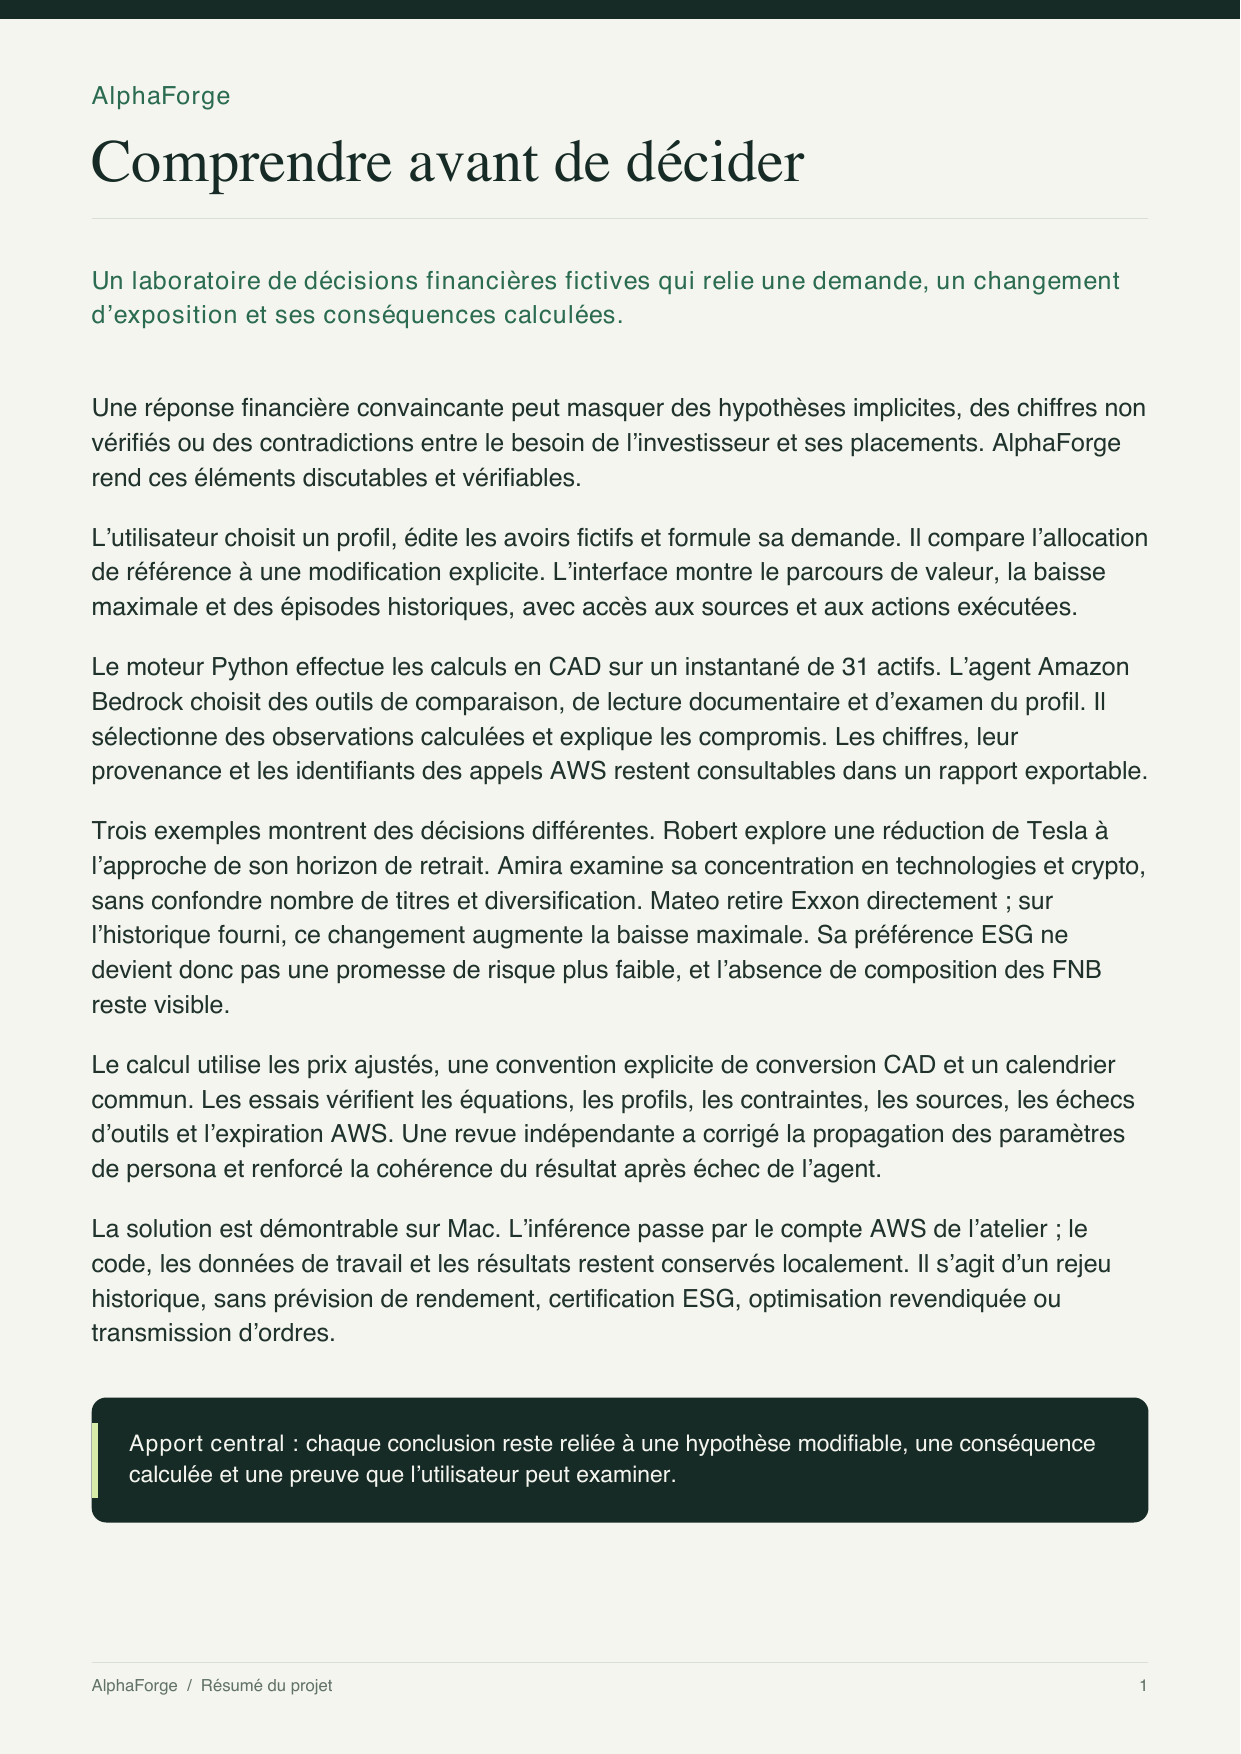 AlphaForge
Comprendre avant de décider
Un laboratoire de décisions financières fictives qui relie une demande, un changement
d’exposition et ses conséquences calculées.
Une réponse financière convaincante peut masquer des hypothèses implicites, des chiffres non
vérifiés ou des contradictions entre le besoin de l’investisseur et ses placements. AlphaForge
rend ces éléments discutables et vérifiables.
L’utilisateur choisit un profil, édite les avoirs fictifs et formule sa demande. Il compare l’allocation
de référence à une modification explicite. L’interface montre le parcours de valeur, la baisse
maximale et des épisodes historiques, avec accès aux sources et aux actions exécutées.
Le moteur Python effectue les calculs en CAD sur un instantané de 31 actifs. L’agent Amazon
Bedrock choisit des outils de comparaison, de lecture documentaire et d’examen du profil. Il
sélectionne des observations calculées et explique les compromis. Les chiffres, leur
provenance et les identifiants des appels AWS restent consultables dans un rapport exportable.
Trois exemples montrent des décisions différentes. Robert explore une réduction de Tesla à
l’approche de son horizon de retrait. Amira examine sa concentration en technologies et crypto,
sans confondre nombre de titres et diversification. Mateo retire Exxon directement ; sur
l’historique fourni, ce changement augmente la baisse maximale. Sa préférence ESG ne
devient donc pas une promesse de risque plus faible, et l’absence de composition des FNB
reste visible.
Le calcul utilise les prix ajustés, une convention explicite de conversion CAD et un calendrier
commun. Les essais vérifient les équations, les profils, les contraintes, les sources, les échecs
d’outils et l’expiration AWS. Une revue indépendante a corrigé la propagation des paramètres
de persona et renforcé la cohérence du résultat après échec de l’agent.
La solution est démontrable sur Mac. L’inférence passe par le compte AWS de l’atelier ; le
code, les données de travail et les résultats restent conservés localement. Il s’agit d’un rejeu
historique, sans prévision de rendement, certification ESG, optimisation revendiquée ou
transmission d’ordres.
Apport central : chaque conclusion reste reliée à une hypothèse modifiable, une conséquence
calculée et une preuve que l’utilisateur peut examiner.
AlphaForge / Résumé du projet
1